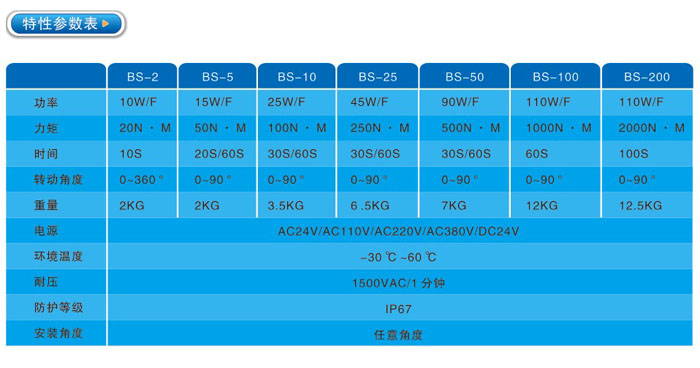 特性参数表
BS-2 BS-5 BS-10 BS-25 BS-50 BS-100 BS-200
功率 10W/F 15W/F 25W/F 45W/F 90W/F 110W/F 110W/F
力矩 20N · M 50N · M 100N · M 250N · M 500N · M 1000N · M 2000N · M
时间 10S 20S/60S 30S/60S 30S/60S 30S/60S 60S 100S
转动角度 0~360° 0~90° 0~90° 0~90° 0~90° 0~90° 0~90°
重量 2KG 2KG 3.5KG 6.5KG 7KG 12KG 12.5KG
电源 AC24V/AC110V/AC220V/AC380V/DC24V
环境温度 -30℃~60℃
耐压 1500VAC/1分钟
防护等级 IP67
安装角度 任意角度